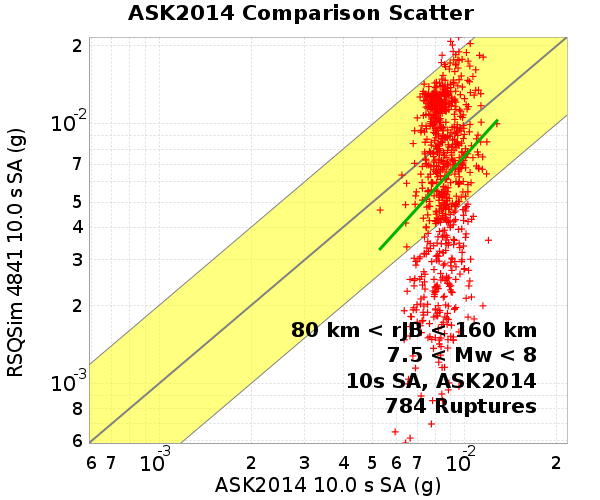 ASK2014 Comparison Scatter
RSQSim 4841 10.0 s SA (g)
2
10-2
7
5
4
3
2
10-3
8
6
80 km < rJB < 160 km
7.5 < Mw < 8
10s SA, ASK2014
784 Ruptures
6 7 10-3 2 3 4 5 6 7 10-2 2
ASK2014 10.0 s SA (g)